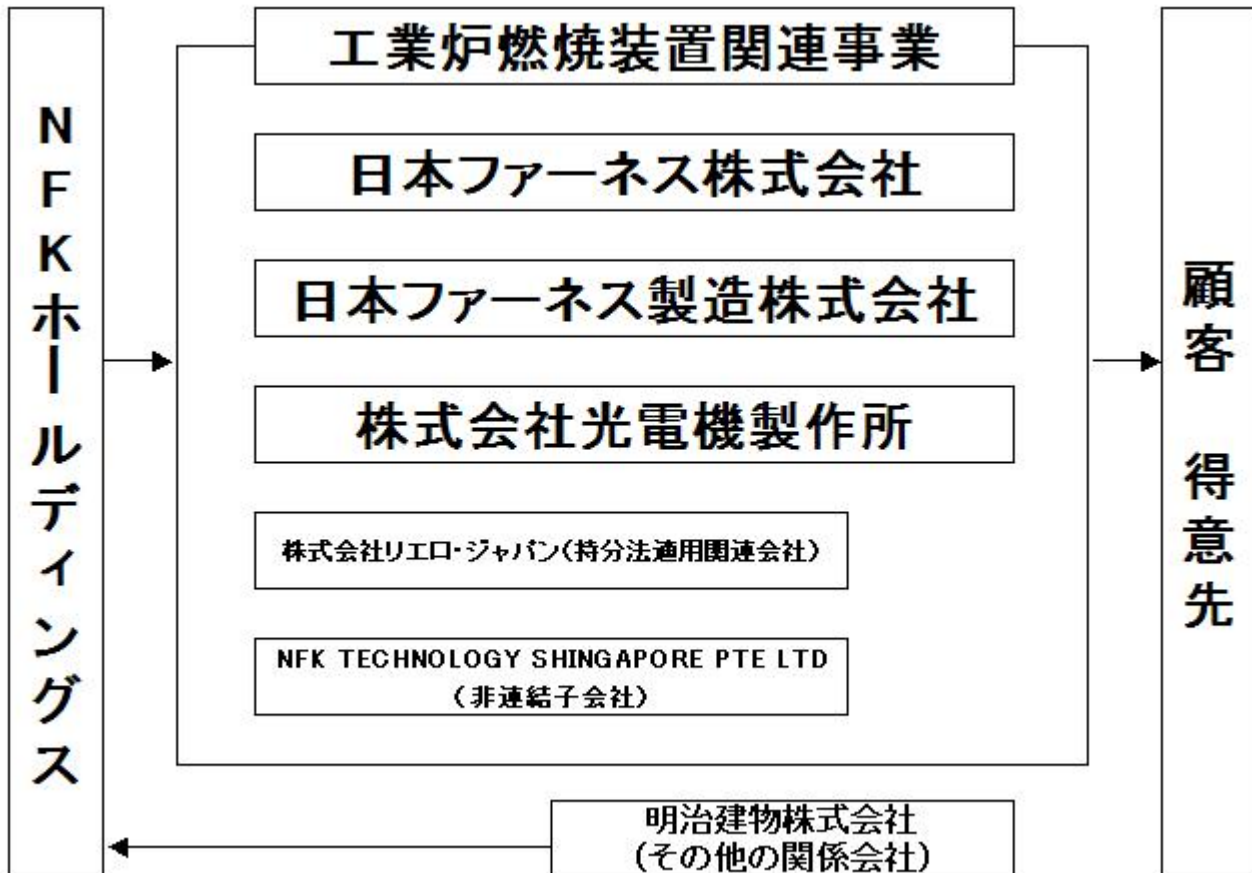 NFKホールディングス
工業炉燃焼装置関連事業
日本ファーネス株式会社
日本ファーネス製造株式会社
株式会社光電機製作所
株式会社リエロ・ジャパン(持分法適用関連会社)
NFK TECHNOLOGY SHINGAPORE PTE LTD
(非連結子会社)
明治建物株式会社
(その他の関係会社)
顧客 得意先